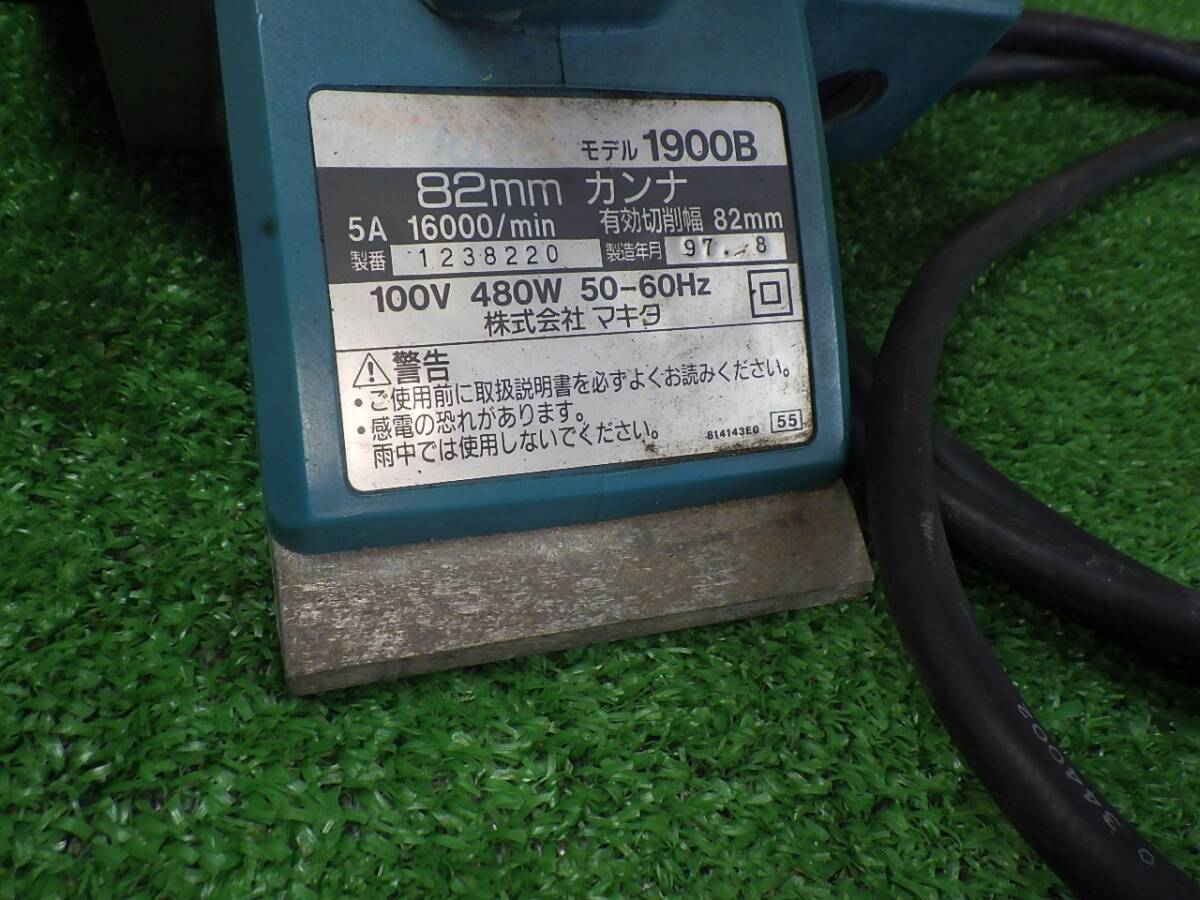 モデル 1900B
82mm カンナ
5A 16000/min 有効切削幅 82mm
製番 1238220 製造年月 97. 8
100V 480W 50-60Hz
株式会社 マキタ
警告
・ご使用前に取扱説明書を必ずよくお読みください。
・感電の恐れがあります。
雨中では使用しないでください。
814143E0 55
344002